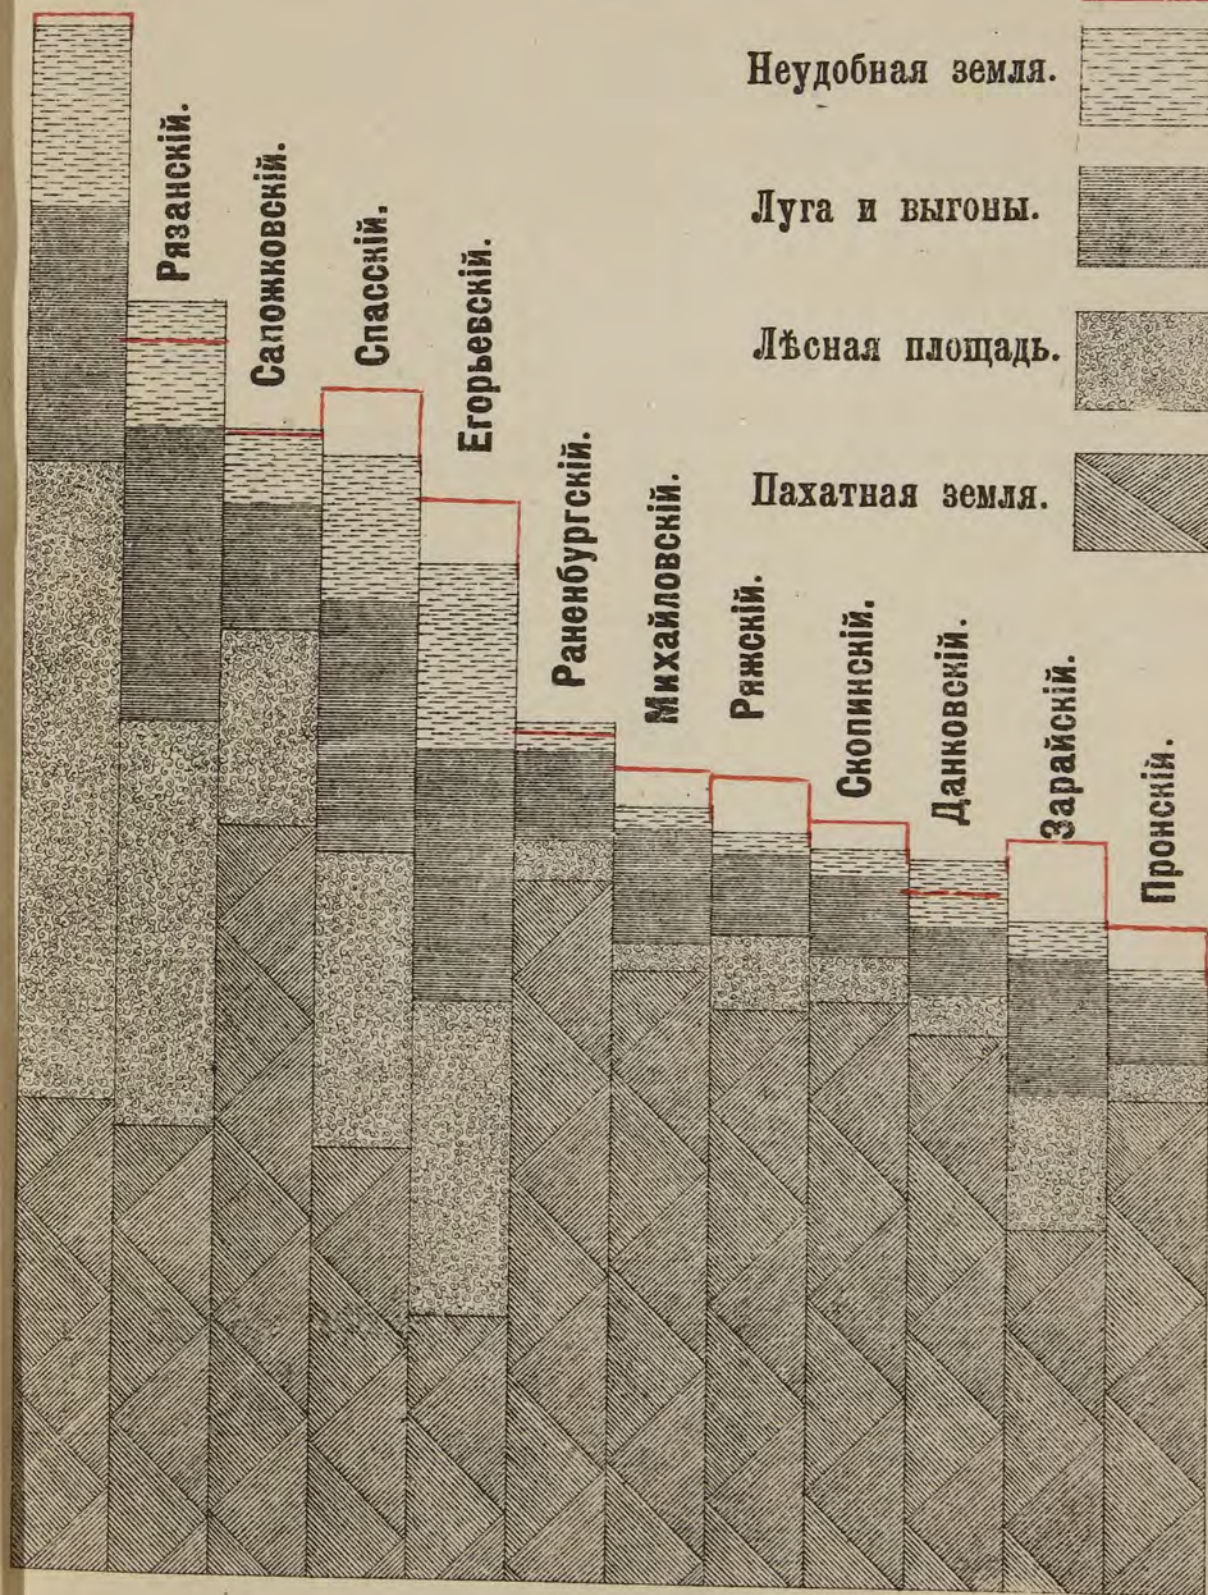 Неудобная земля.
Луга и выгоны.
Лѣсная площадь.
Пахатная земля.
Рязанскій.
Сапожковскій.
Спасскій.
Егорьевскій.
Раненбургскій.
Михайловскій.
Ряжскій.
Скопинскій.
Данковскій.
Зарайскій.
Пронскій.